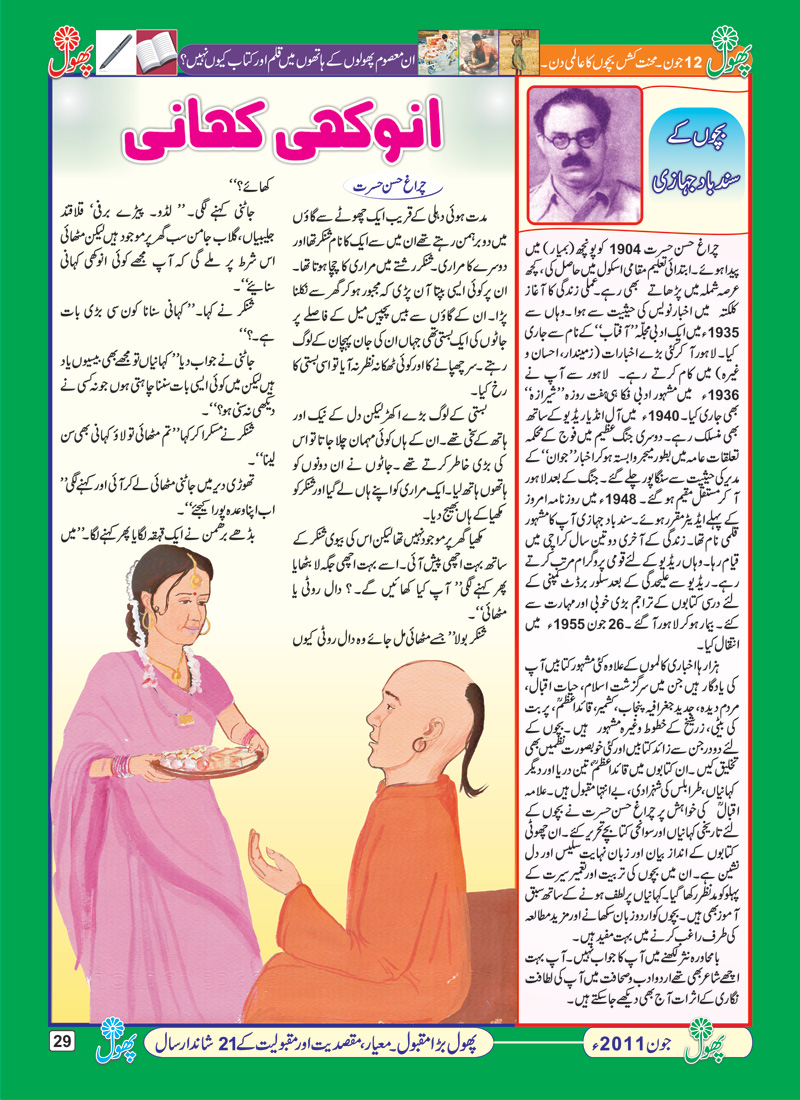 پھول
12 جون۔ محنت کش بچوں کا عالمی دن۔
ان معصوم پھولوں کے ہاتھوں میں قلم اور کتاب کیوں نہیں؟
پھول
انوکھی کہانی
چراغ حسن حسرت
مدت ہوئی دہلی کے قریب ایک چھوٹے سے گاؤں
میں دو برہمن رہتے تھے ان میں سے ایک کا نام شنکر تھا اور
دوسرے کا مراری۔ شنکر رشتے میں مراری کا چچا ہوتا تھا۔
ان پر کوئی ایسی بپتا آن پڑی کہ مجبور ہو کر گھر سے نکلنا
پڑا۔ ان کے گاؤں سے بیس پچیس میل کے فاصلے پر
جاٹوں کی ایک بستی تھی جہاں ان کی جان پہچان کے لوگ
رہتے۔ سر چھپانے کا اور کوئی ٹھکانہ نظر نہ آیا تو اسی بستی کا
رخ کیا۔
بستی کے لوگ بڑے اکھڑ لیکن دل کے نیک اور
ہاتھ کے سخی تھے۔ ان کے ہاں کوئی مہمان چلا جاتا تو اس
کی بڑی خاطر کرتے تھے۔ جاٹوں نے ان دونوں کو
ہاتھوں ہاتھ لیا۔ ایک مراری کو اپنے ہاں لے گیا اور شنکر کو
مکھیا کے ہاں بھیج دیا۔
مکھیا گھر پر موجود نہیں تھا لیکن اس کی بیوی شنکر کے
ساتھ بہت اچھی پیش آئی۔ اسے بہت اچھی جگہ لا بٹھایا
پھر کہنے لگی ”آپ کیا کھائیں گے۔؟ دال روٹی یا
مٹھائی“۔
شنکر بولا ”جسے مٹھائی مل جائے وہ دال روٹی کیوں
کھائے؟“
جاٹنی کہنے لگی۔ ”لڈو۔ پیڑے برفی‘ قلاقند
جلیبیاں، گلاب جامن سب گھر پر موجود ہیں لیکن مٹھائی
اس شرط پر ملے گی کہ آپ مجھے کوئی انوکھی کہانی
سنائیے“۔
شنکر نے کہا۔ ”کہانی سنانا کون سی بڑی بات
ہے۔؟“
جاٹنی نے جواب دیا ”کہانیاں تو مجھے بھی بیسیوں یاد
ہیں لیکن میں کوئی ایسی بات سننا چاہتی ہوں جو نہ کسی نے
دیکھی نہ سنی ہو؟“۔
شنکر نے مسکرا کر کہا ”تم مٹھائی تو لاؤ کہانی بھی سن
لینا“۔
تھوڑی دیر میں جاٹنی مٹھائی لے کر آئی اور کہنے لگی ”
اب اپنا وعدہ پورا کیجئے“۔
بڈھے برھمن نے ایک قہقہہ لگایا پھر کہنے لگا۔ ”میں
بچوں کے
سند باد جہازی
چراغ حسن حسرت 1904 کو پونچھ (بمیار) میں
پیدا ہوئے۔ ابتدائی تعلیم مقامی اسکول میں حاصل کی، کچھ
عرصہ شملہ میں پڑھاتے بھی رہے۔ عملی زندگی کا آغاز
کلکتہ میں اخبار نویس کی حیثیت سے ہوا۔ وہاں سے
1935ء میں ایک ادبی مجلّہ ”آفتاب“ کے نام سے جاری
کیا۔ لاہور آ کر کئی بڑے اخبارات (زمیندار، احسان و
غیرہ) میں کام کرتے رہے۔ لاہور سے آپ نے
1936ء میں مشہور ادبی فکاہی ہفت روزہ ”شیرازہ“
بھی جاری کیا۔ 1940ء میں آل انڈیا ریڈیو کے ساتھ
بھی منسلک رہے۔ دوسری جنگ عظیم میں فوج کے محکمہ
تعلقات عامہ میں بطور میجر وابستہ ہو کر اخبار ”جوان“ کے
مدیر کی حیثیت سے سنگاپور چلے گئے۔ جنگ کے بعد لاہور
آ کر مستقل مقیم ہو گئے۔ 1948ء میں روزنامہ امروز
کے پہلے ایڈیٹر مقرر ہوئے۔ سند باد جہازی آپ کا مشہور
قلمی نام تھا۔ زندگی کے آخری دو تین سال کراچی میں
قیام رہا۔ وہاں ریڈیو کے لئے قومی پروگرام مرتب کرتے
رہے۔ ریڈیو سے علیحدگی کے بعد سلور برڈٹ کمپنی کے
لئے درسی کتابوں کے تراجم بڑی خوبی اور مہارت سے
کئے۔ بیمار ہو کر لاہور آ گئے۔ 26 جون 1955ء میں
انتقال کیا۔
ہزارہا اخباری کالموں کے علاوہ کئی مشہور کتابیں آپ
کی یادگار ہیں جن میں سرگزشت اسلام، حیات اقبال،
مردم دیدہ، جدید جغرافیہ پنجاب، کشمیر، قائداعظمؒ، پربت
کی بیٹی، زرشیخ کے خطوط وغیرہ مشہور ہیں۔ بچوں کے
لئے دو درجن سے زائد کتابیں اور کئی خوبصورت نظمیں بھی
تخلیق کیں۔ ان کتابوں میں قائداعظمؒ، تین دریا اور دیگر
کہانیاں، طرابلس کی شہزادی، بے انتہا مقبول ہیں۔ علامہ
اقبالؒ کی خواہش پر چراغ حسن حسرت نے بچوں کے
لئے تاریخی کہانیاں اور سوانحی کتابچے تحریر کئے۔ ان چھوٹی
کتابوں کے انداز بیان اور زبان نہایت سلیس اور دل
نشین ہے۔ ان میں بچوں کی تربیت اور تعمیر سیرت کے
پہلو کو مدنظر رکھا گیا۔ کہانیاں پر لطف ہونے کے ساتھ سبق
آموز بھی ہیں۔ بچوں کو اردو زبان سکھانے اور مزید مطالعہ
کی طرف راغب کرنے میں بہت مفید ہیں۔
بامحاورہ نثر لکھنے میں آپ کا جواب نہیں۔ آپ بہت
اچھے شاعر بھی تھے اردو ادب و صحافت میں آپ کی لطافت
نگاری کے اثرات آج بھی دیکھے جا سکتے ہیں۔
پھول
جون 2011ء
پھول بڑا مقبول۔ معیار، مقصدیت اور مقبولیت کے 21 شاندار سال
پھول
29